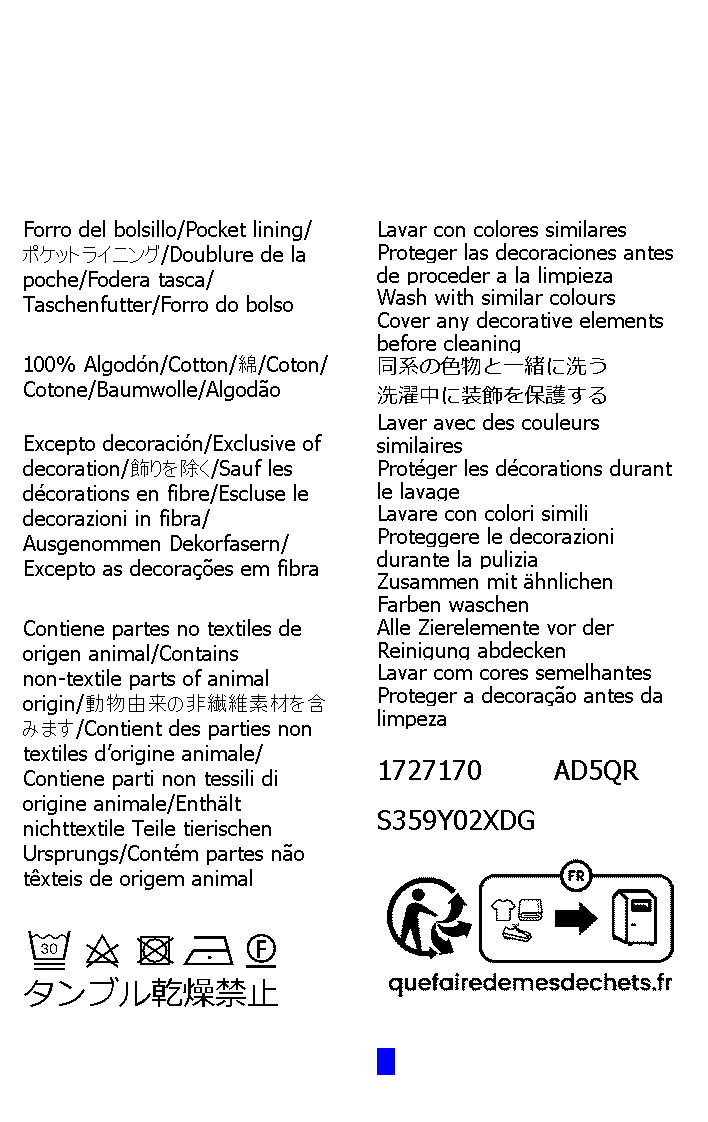 Forro del bolsillo/Pocket lining/
ポケットライニング/Doublure de la
poche/Fodera tasca/
Taschenfutter/Forro do bolso
100% Algodón/Cotton/綿/Coton/
Cotone/Baumwolle/Algodão
Excepto decoración/Exclusive of
decoration/飾りを除く/Sauf les
décorations en fibre/Escluse le
decorazioni in fibra/
Ausgenommen Dekorfasern/
Excepto as decorações em fibra
Contiene partes no textiles de
origen animal/Contains
non-textile parts of animal
origin/動物由来の非繊維素材を含
みます/Contient des parties non
textiles d'origine animale/
Contiene parti non tessili di
origine animale/Enthält
nichttextile Teile tierischen
Ursprungs/Contém partes não
têxteis de origem animal
30
F
タンブル乾燥禁止
Lavar con colores similares
Proteger las decoraciones antes
de proceder a la limpieza
Wash with similar colours
Cover any decorative elements
before cleaning
同系の色物と一緒に洗う
洗濯中に装飾を保護する
Laver avec des couleurs
similaires
Protéger les décorations durant
le lavage
Lavare con colori simili
Proteggere le decorazioni
durante la pulizia
Zusammen mit ähnlichen
Farben waschen
Alle Zierelemente vor der
Reinigung abdecken
Lavar com cores semelhantes
Proteger a decoração antes da
limpeza
1727170 AD5QR
S359Y02XDG
FR
quefairedemesdechets.fr